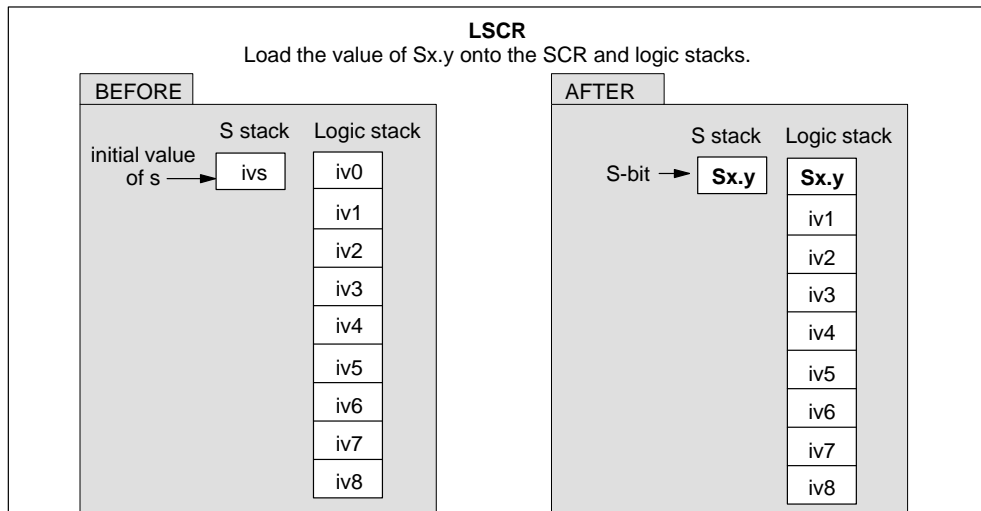 LSCR
Load the value of Sx.y onto the SCR and logic stacks.
BEFORE
S stack Logic stack
initial value
of s
ivs
iv0
iv1
iv2
iv3
iv4
iv5
iv6
iv7
iv8
AFTER
S stack Logic stack
S-bit
Sx.y
Sx.y
iv1
iv2
iv3
iv4
iv5
iv6
iv7
iv8